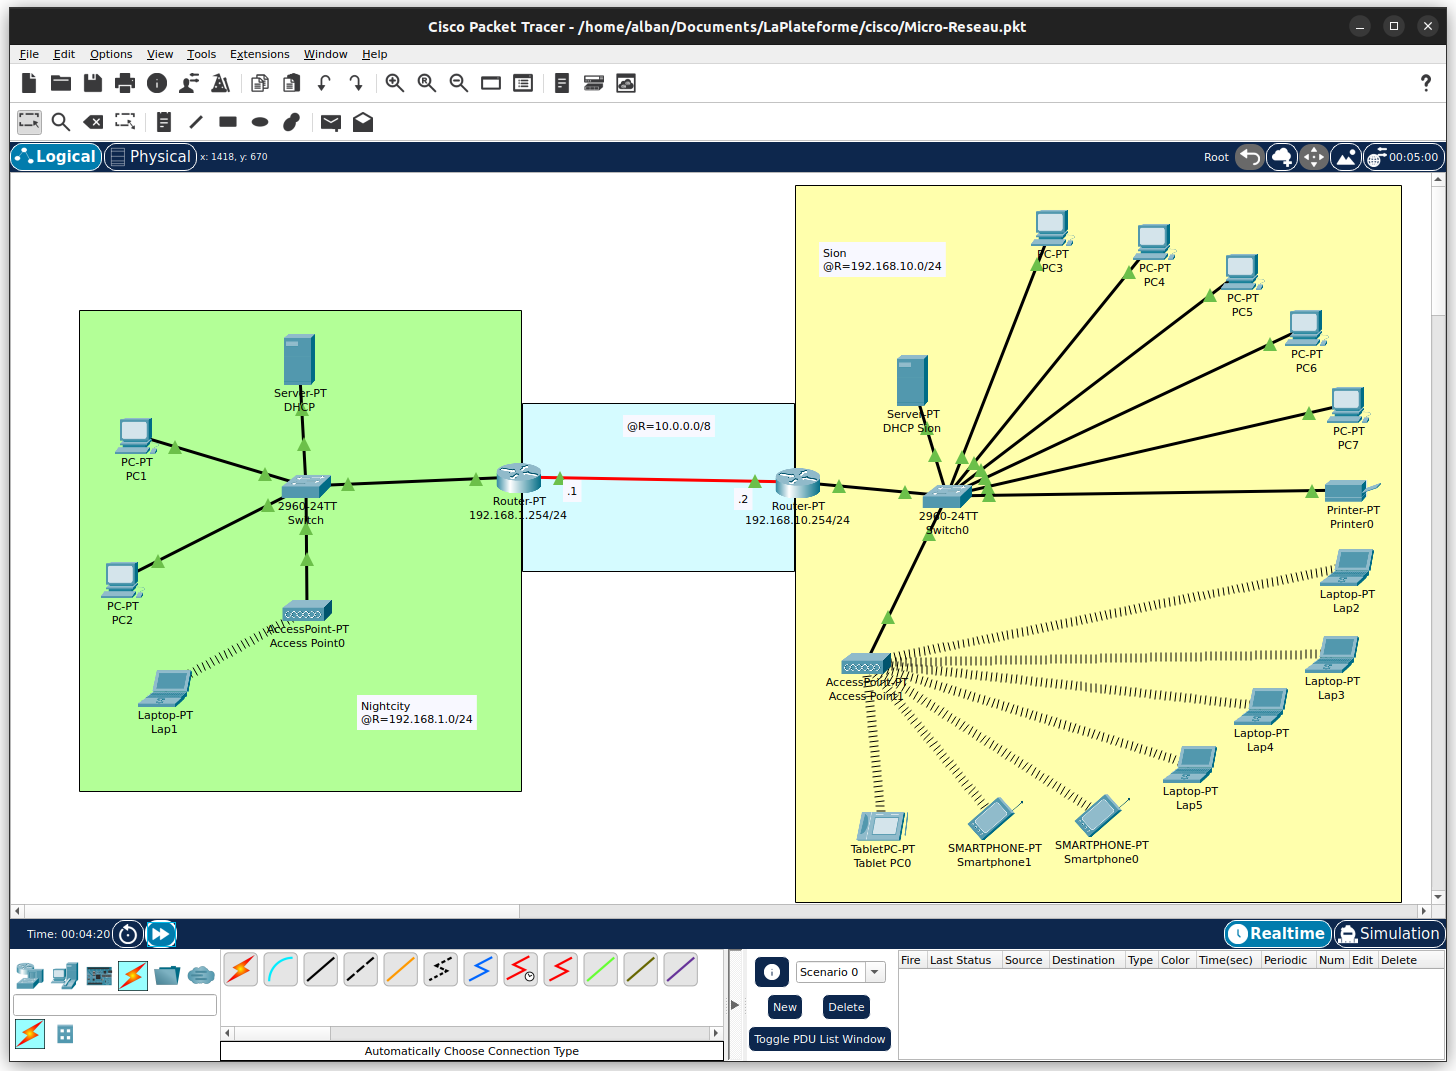 Cisco Packet Tracer - /home/alban/Documents/LaPlateforme/cisco/Micro-Reseau.pkt
File Edit Options View Tools Extensions Window Help
Logical Physical x: 1418, y: 670
Root 00:05:00
Sion
@R=192.168.10.0/24
PC-PT
PC3
PC-PT
PC4
PC-PT
PC5
PC-PT
PC6
PC-PT
PC7
Server-PT
DHCP Sion
Server-PT
DHCP
PC-PT
PC1
@R=10.0.0.0/8
2960-24TT
Switch
Router-PT
192.168.1.254/24
.1
.2
Router-PT
192.168.10.254/24
2960-24TT
Switch0
Printer-PT
Printer0
PC-PT
PC2
AccessPoint-PT
Access Point0
Laptop-PT
Lap1
Nightcity
@R=192.168.1.0/24
Laptop-PT
Lap2
AccessPoint-PT
Access Point1
Laptop-PT
Lap3
Laptop-PT
Lap4
Laptop-PT
Lap5
TabletPC-PT
Tablet PC0
SMARTPHONE-PT
Smartphone1
SMARTPHONE-PT
Smartphone0
Time: 00:04:20
Realtime Simulation
Scenario 0
New Delete
Toggle PDU List Window
Fire Last Status Source Destination Type Color Time(sec) Periodic Num Edit Delete
Automatically Choose Connection Type